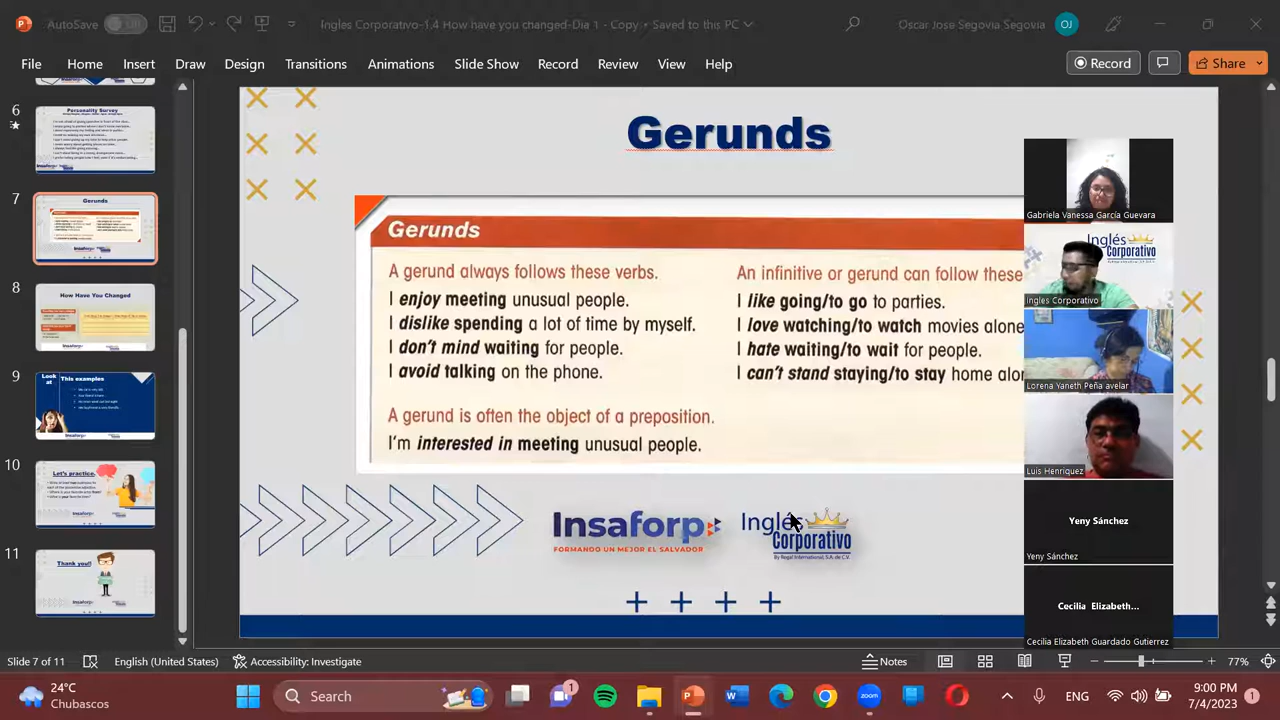 AutoSave
Off
Ingles Corporativo-1.4 How have you changed-Dia 1 - Copy • Saved to this PC
Oscar Jose Segovia Segovia
OJ
File Home Insert Draw Design Transitions Animations Slide Show Record Review View Help
Record
Share
6
Personality Survey
7
Gerunds
8
How Have You Changed
9
Look at
This examples
10
Let's practice.
11
Thank you!!
Gerunds
Gerunds
A gerund always follows these verbs.
I enjoy meeting unusual people.
I dislike spending a lot of time by myself.
I don't mind waiting for people.
I avoid talking on the phone.
A gerund is often the object of a preposition.
I'm interested in meeting unusual people.
An infinitive or gerund can follow these
I like going/to go to parties.
I love watching/to watch movies alone
I hate waiting/to wait for people.
I can't stand staying/to stay home alo
Insaforp
FORMANDO UN MEJOR EL SALVADOR
Inglés
Corporativo
By Regal International, S.A. de C.V.
Gabriela Vanessa García Guevara
Inglés
Corporativo
Ingles Corporativo
Lorena Yaneth Peña avelar
Luis Henriquez
Yeny Sánchez
Yeny Sánchez
Cecilia Elizabeth...
Cecilia Elizabeth Guardado Gutierrez
Slide 7 of 11
English (United States)
Accessibility: Investigate
Notes
77%
24°C
Chubascos
Search
1
ENG
9:00 PM
7/4/2023
1